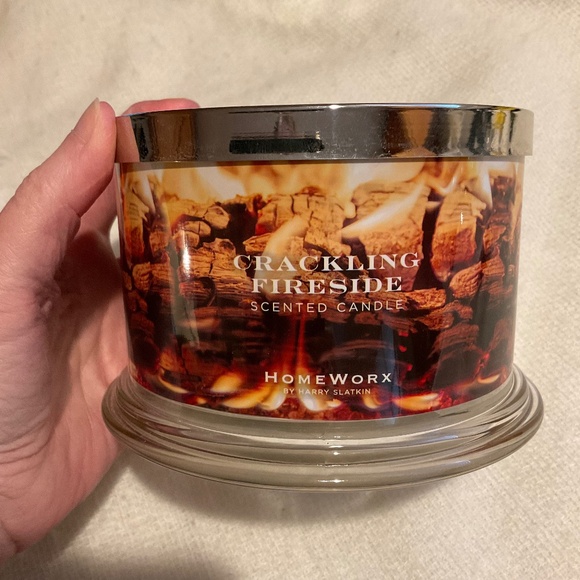 CRACKLING
FIRESIDE
SCENTED CANDLE
HOMEWORX
BY HARRY SLATKIN